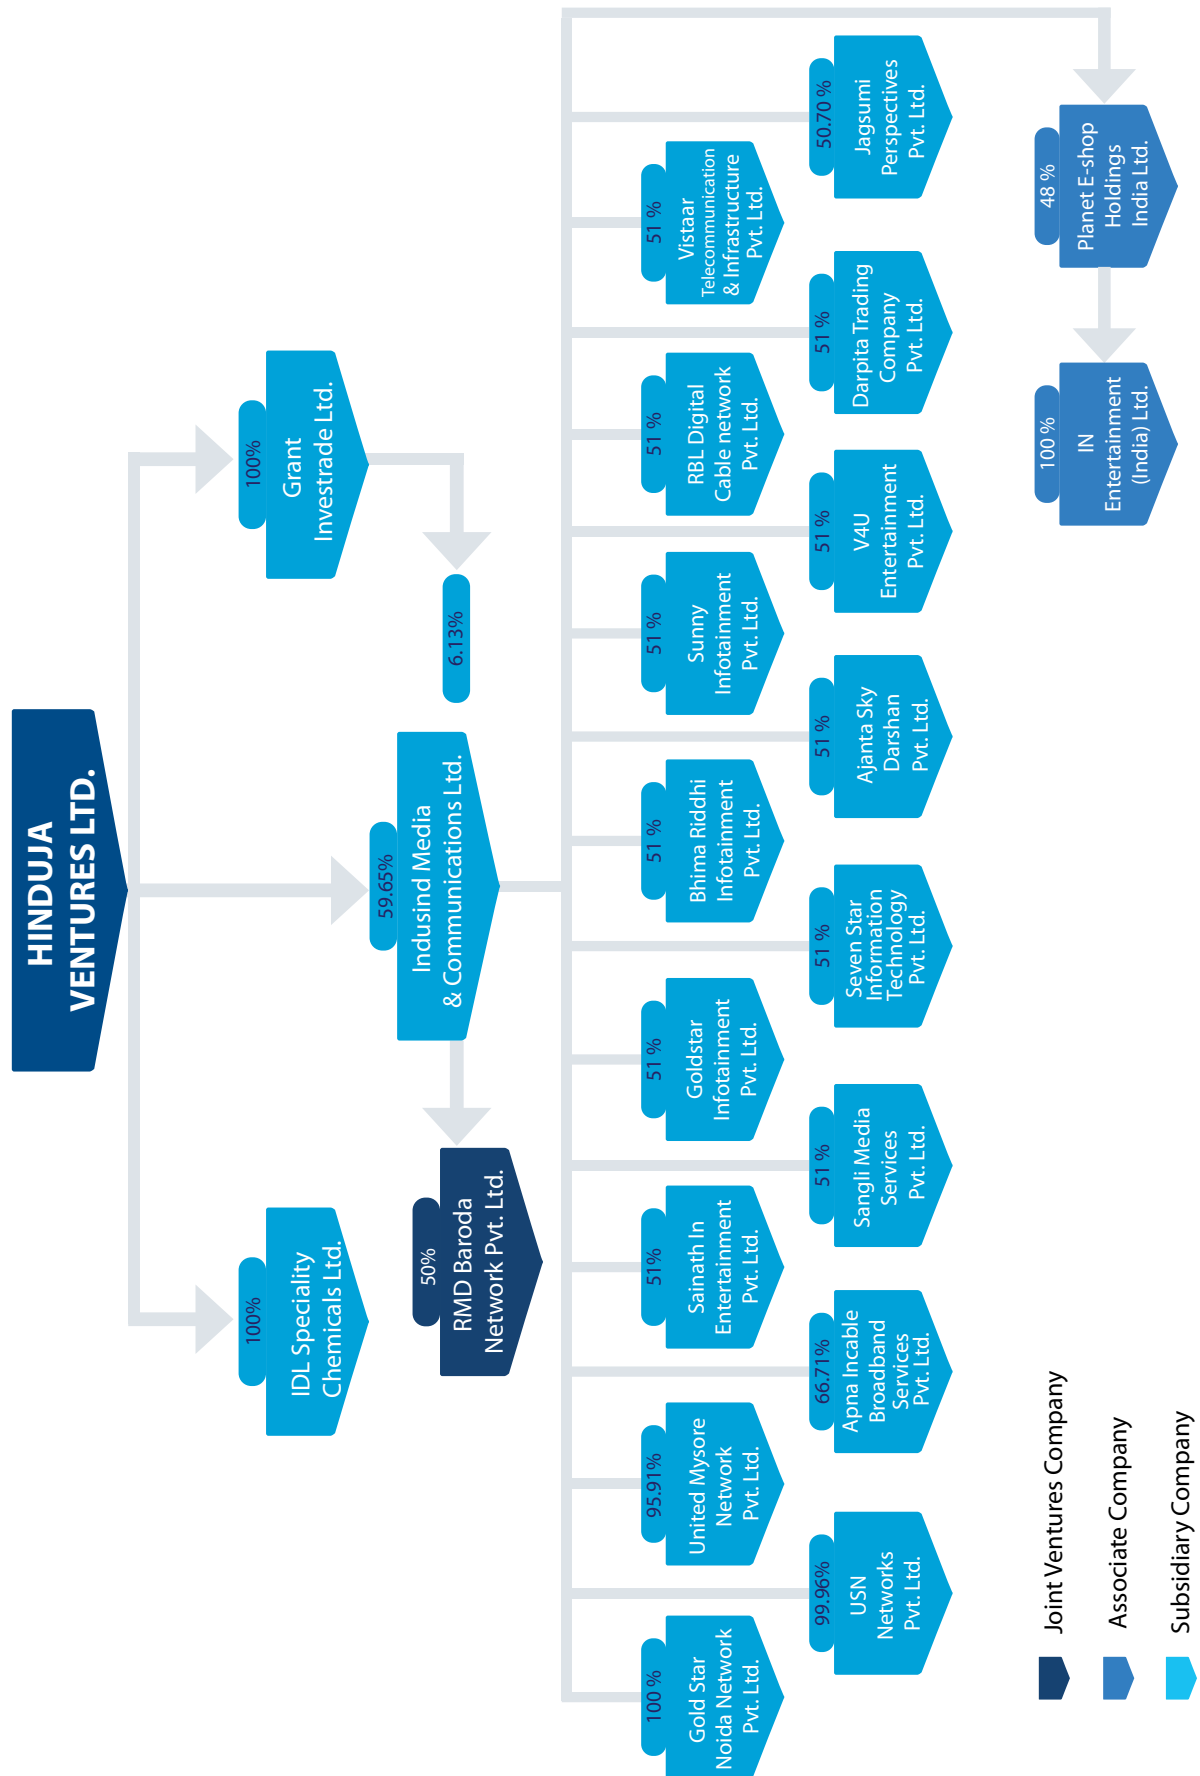 HINDUJA
VENTURES LTD.
100%
IDL Speciality
Chemicals Ltd.
59.65%
Indusind Media
& Communications Ltd.
100%
Grant
Investrade Ltd.
6.13%
50%
RMD Baroda
Network Pvt. Ltd.
100 %
Gold Star
Noida Network
Pvt. Ltd.
95.91%
United Mysore
Network
Pvt. Ltd.
51%
Sainath In
Entertainment
Pvt. Ltd.
51 %
Goldstar
Infotainment
Pvt. Ltd.
51 %
Bhima Riddhi
Infotainment
Pvt. Ltd.
51 %
Sunny
Infotainment
Pvt. Ltd.
51 %
RBL Digital
Cable network
Pvt. Ltd.
51 %
Vistaar
Telecommunication
& Infrastructure
Pvt. Ltd.
99.96%
USN
Networks
Pvt. Ltd.
66.71%
Apna Incable
Broadband
Services
Pvt. Ltd.
51 %
Sangli Media
Services
Pvt. Ltd.
51 %
Seven Star
Information
Technology
Pvt. Ltd.
51 %
Ajanta Sky
Darshan
Pvt. Ltd.
51 %
V4U
Entertainment
Pvt. Ltd.
51 %
Darpita Trading
Company
Pvt. Ltd.
50.70 %
Jagsumi
Perspectives
Pvt. Ltd.
100 %
IN
Entertainment
(India) Ltd.
48 %
Planet E-shop
Holdings
India Ltd.
Joint Ventures Company
Associate Company
Subsidiary Company